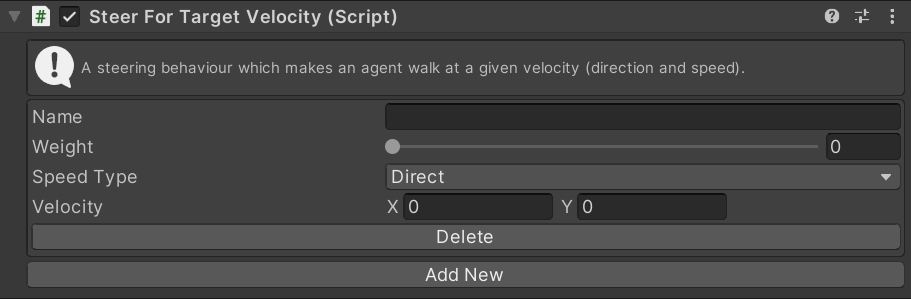 # Steer For Target Velocity (Script)
A steering behaviour which makes an agent walk at a given velocity (direction and speed).
Name
Weight 0
Speed Type Direct
Velocity X 0 Y 0
Delete
Add New